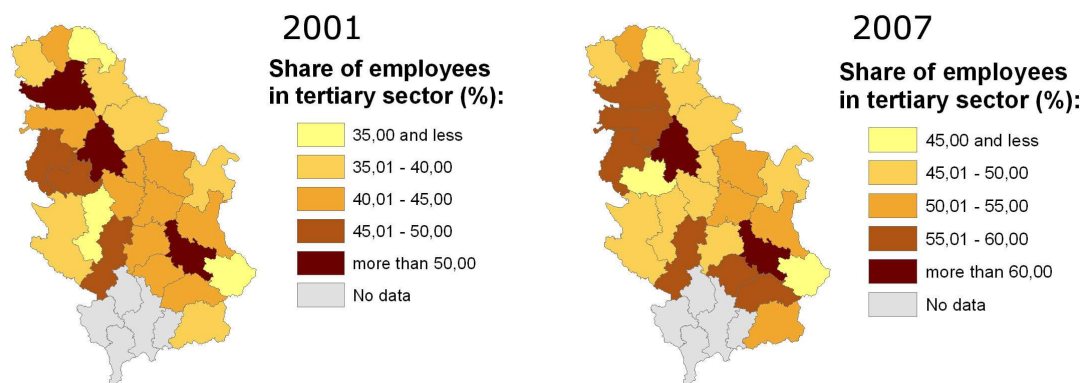 2001
Share of employees
in tertiary sector (%):
35,00 and less
35,01 - 40,00
40,01 - 45,00
45,01 - 50,00
more than 50,00
No data
2007
Share of employees
in tertiary sector (%):
45,00 and less
45,01 - 50,00
50,01 - 55,00
55,01 - 60,00
more than 60,00
No data